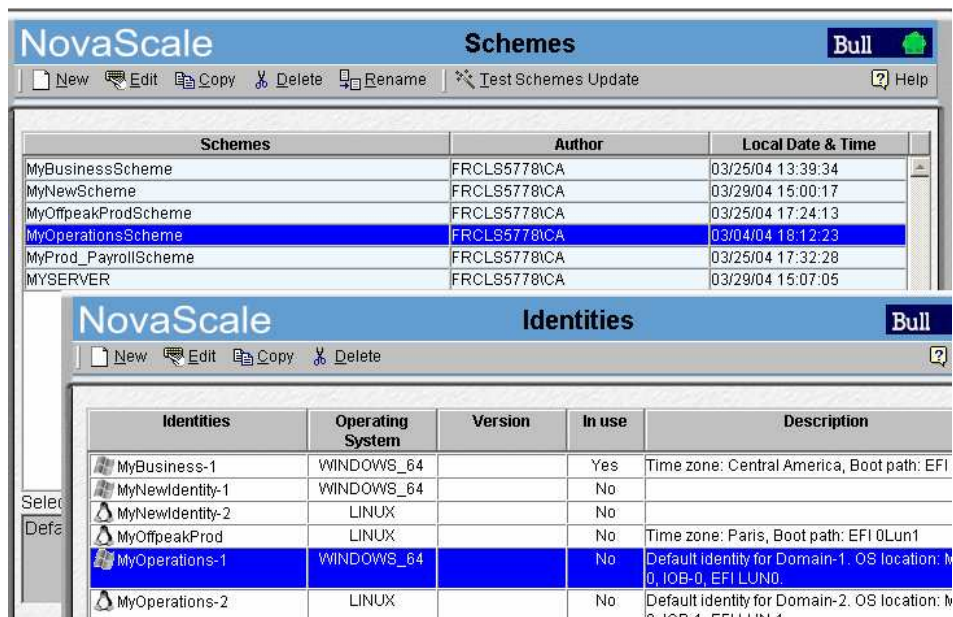 NovaScale Schemes Bull
New Edit Copy Delete Rename Test Schemes Update Help
Schemes Author Local Date & Time
MyBusinessScheme FRCLS5778\CA 03/25/04 13:39:34
MyNewScheme FRCLS5778\CA 03/29/04 15:00:17
MyOffpeakProdScheme FRCLS5778\CA 03/25/04 17:24:13
MyOperationsScheme FRCLS5778\CA 03/04/04 18:12:23
MyProd_PayrollScheme FRCLS5778\CA 03/25/04 17:32:28
MYSERVER FRCLS5778\CA 03/29/04 15:07:05
NovaScale Identities Bull
New Edit Copy Delete
Identities Operating System Version In use Description
MyBusiness-1 WINDOWS_64 Yes Time zone: Central America, Boot path: EFI
MyNewIdentity-1 WINDOWS_64 No
Selec
MyNewIdentity-2 LINUX No
Defa
MyOffpeakProd LINUX No Time zone: Paris, Boot path: EFI 0Lun1
MyOperations-1 WINDOWS_64 No Default identity for Domain-1. OS location: M
0, IOB-0, EFI LUN0.
MyOperations-2 LINUX No Default identity for Domain-2. OS location: M